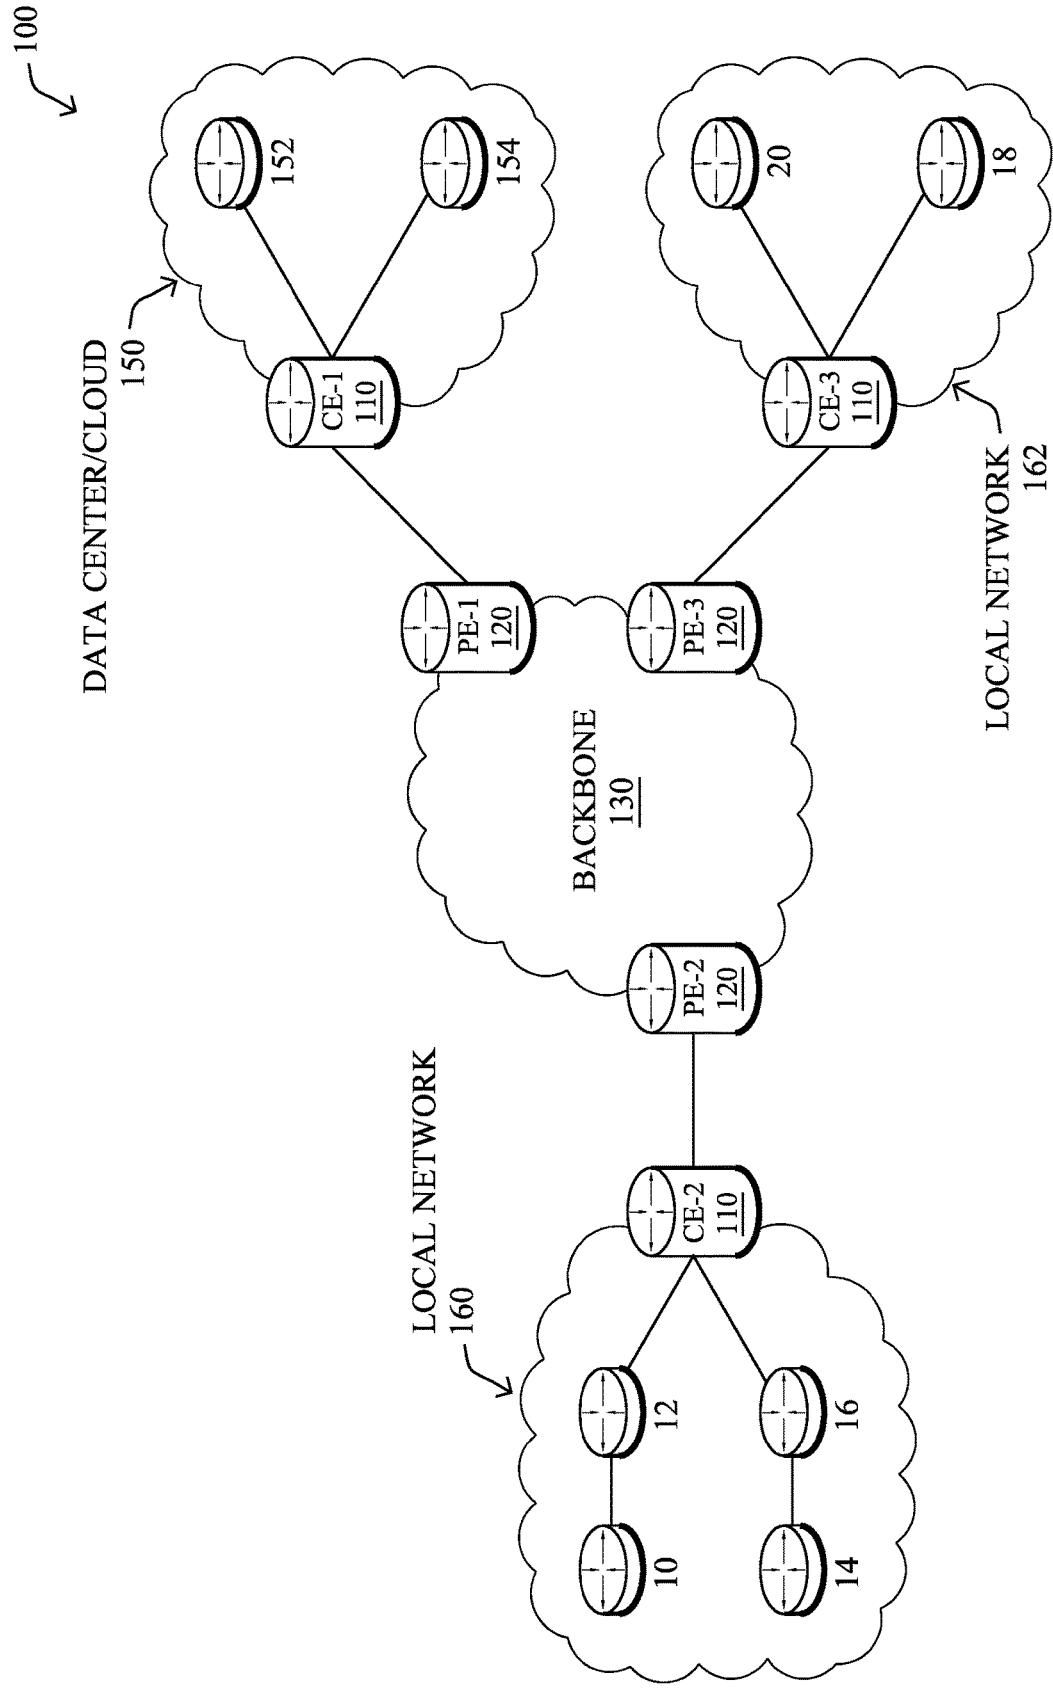 100
DATA CENTER/CLOUD
150
152
154
CE-1
110
PE-1
120
BACKBONE
130
PE-3
120
CE-3
110
20
18
LOCAL NETWORK
162
PE-2
120
LOCAL NETWORK
160
CE-2
110
12
10
16
14